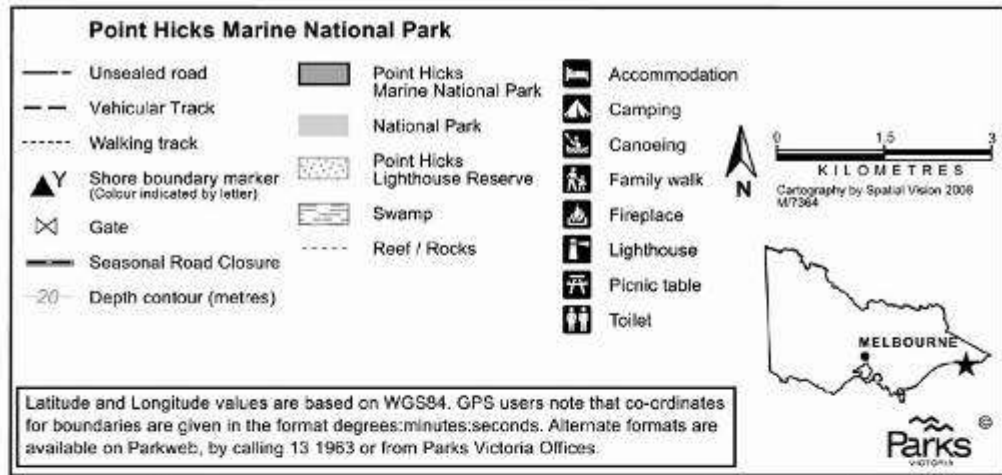 Point Hicks Marine National Park
Unsealed road
Vehicular Track
Walking track
Y
Shore boundary marker
(Colour indicated by letter)
Gate
Seasonal Road Closure
20
Depth contour (metres)
Point Hicks
Marine National Park
National Park
Point Hicks
Lighthouse Reserve
Swamp
Reef / Rocks
Accommodation
Camping
Canoeing
Family walk
Fireplace
Lighthouse
Picnic table
Toilet
N
0 1.5 3
KILOMETRES
Cartography by Spatial Vision 2008
M/7364
MELBOURNE
Latitude and Longitude values are based on WGS84. GPS users note that co-ordinates
for boundaries are given in the format degrees:minutes:seconds. Alternate formats are
available on Parkweb, by calling 13 1963 or from Parks Victoria Offices.
©
Parks
VICTORIA